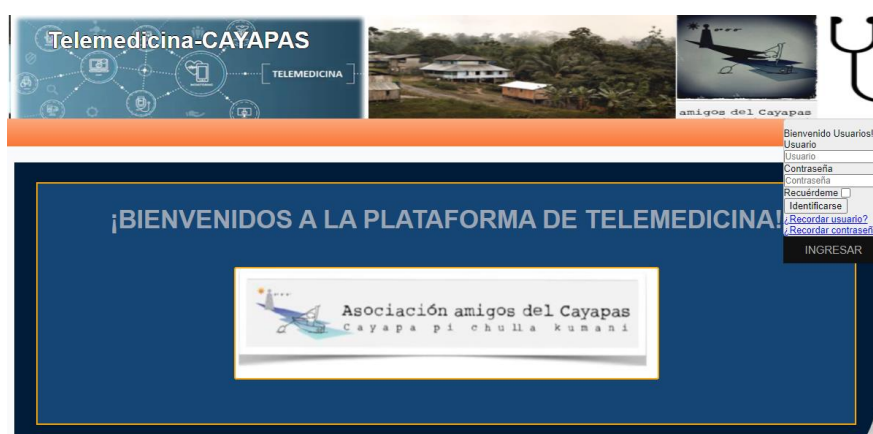 Telemedicina-CAYAPAS
TELEMEDICINA
amigos del Cayapas
Bienvenido Usuarios!
Usuario
Usuario
Contraseña
Contraseña
Recuérdeme
Identificarse
¿Recordar usuario?
¿Recordar contraseñ
INGRESAR
¡BIENVENIDOS A LA PLATAFORMA DE TELEMEDICINA!
Asociación amigos del Cayapas
Cayapa pi chulla kumani